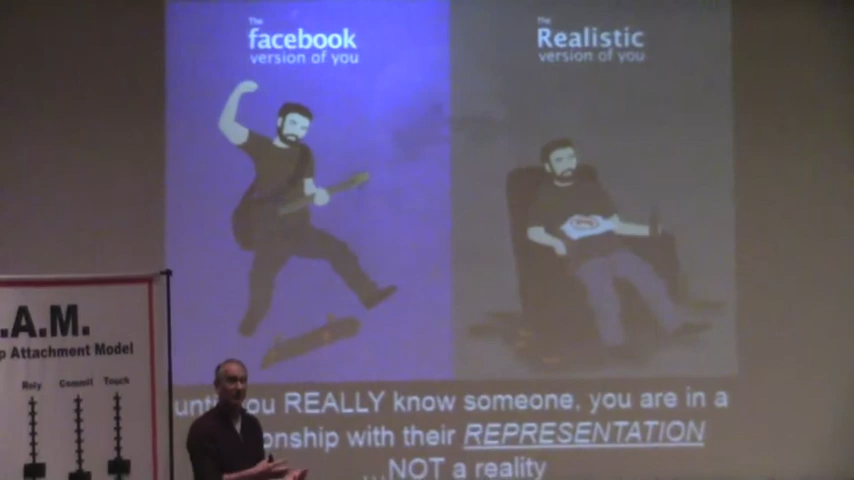 The
facebook
version of you
The
Realistic
version of you
.A.M.
p Attachment Model
Rely Commit Touch
until you REALLY know someone, you are in a
onship with their REPRESENTATION
...NOT a reality